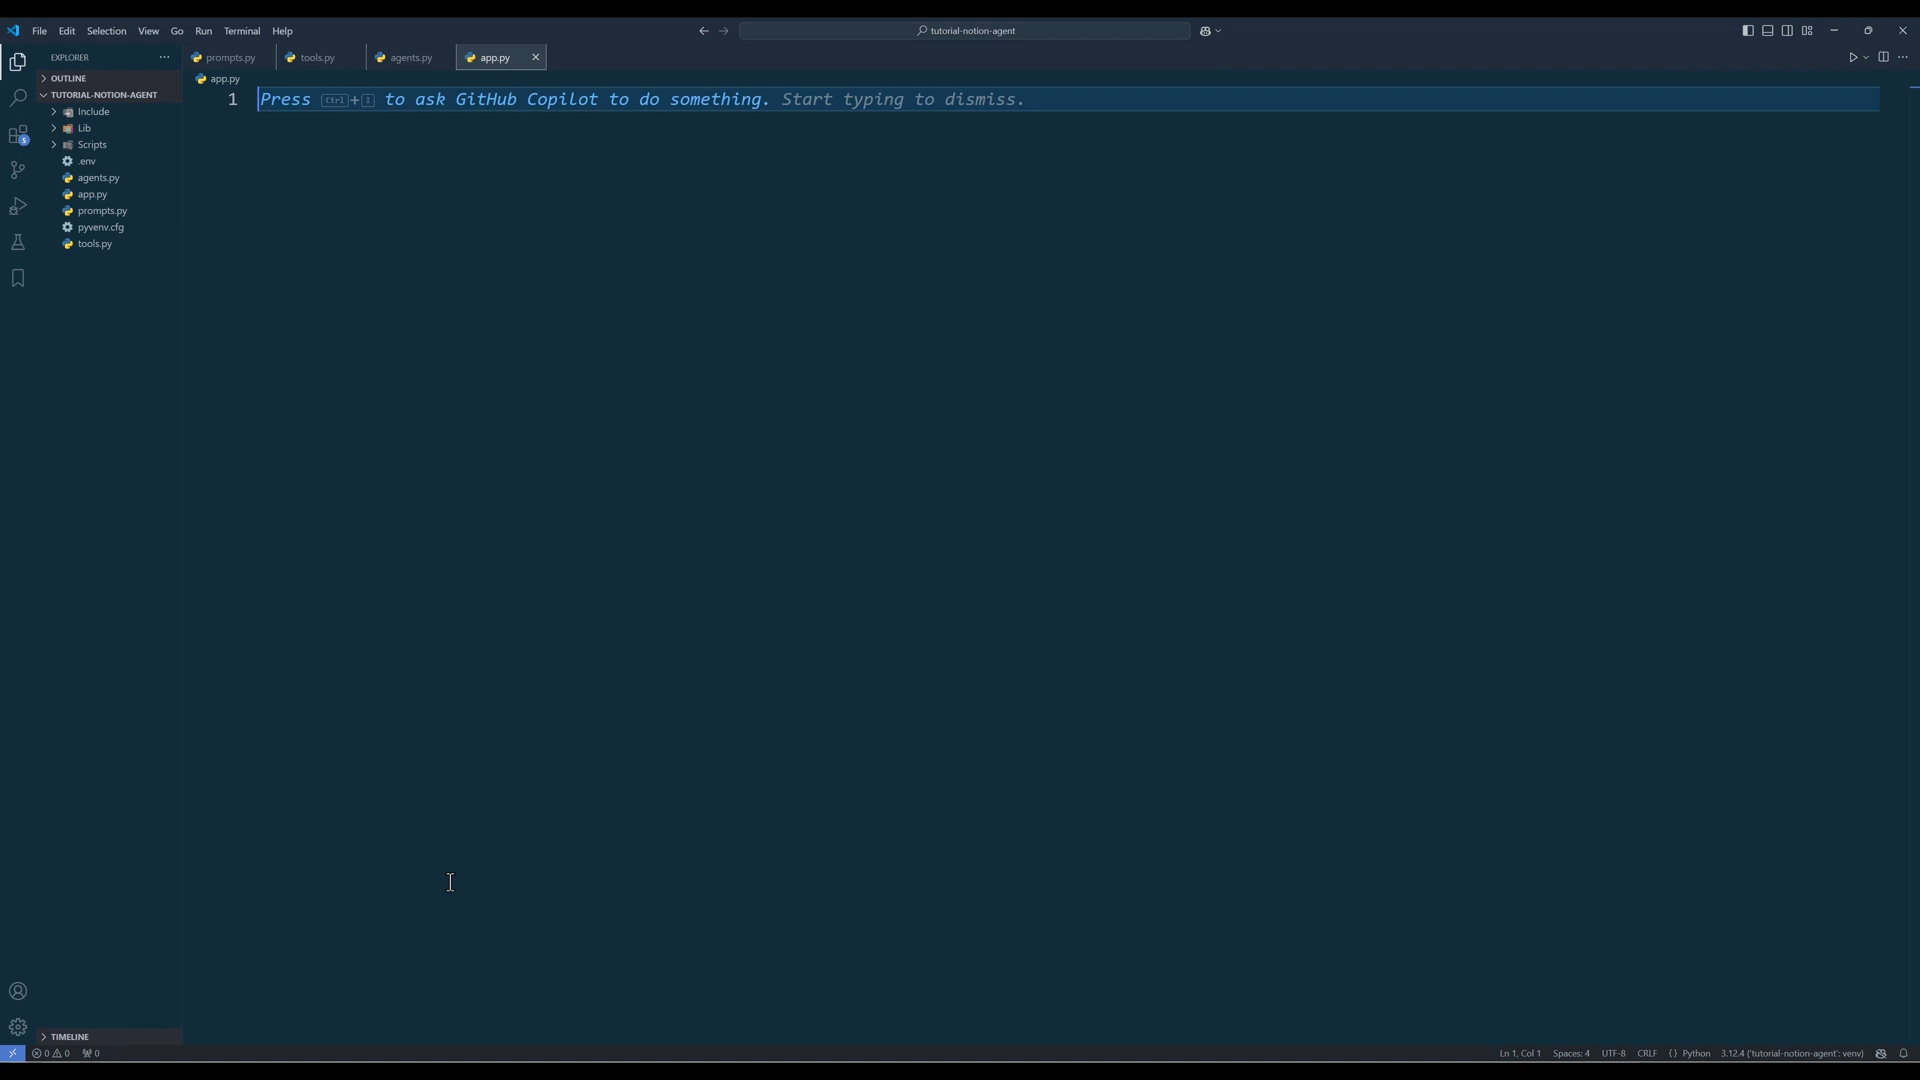 File Edit Selection View Go Run Terminal Help
tutorial-notion-agent
EXPLORER
prompts.py
tools.py
agents.py
app.py
OUTLINE
TUTORIAL-NOTION-AGENT
Include
Lib
Scripts
.env
agents.py
app.py
prompts.py
pyvenv.cfg
tools.py
5
app.py
1 Press Ctrl+I to ask GitHub Copilot to do something. Start typing to dismiss.
TIMELINE
0 0 0
Ln 1, Col 1 Spaces: 4 UTF-8 CRLF { } Python 3.12.4 ('tutorial-notion-agent': venv)